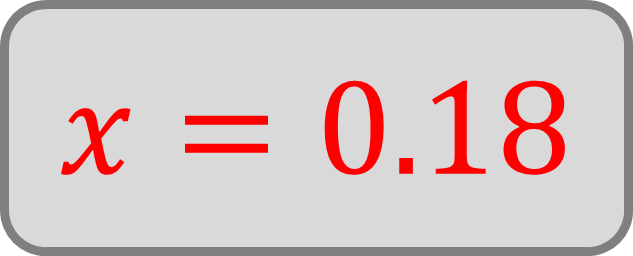 x = 0.18